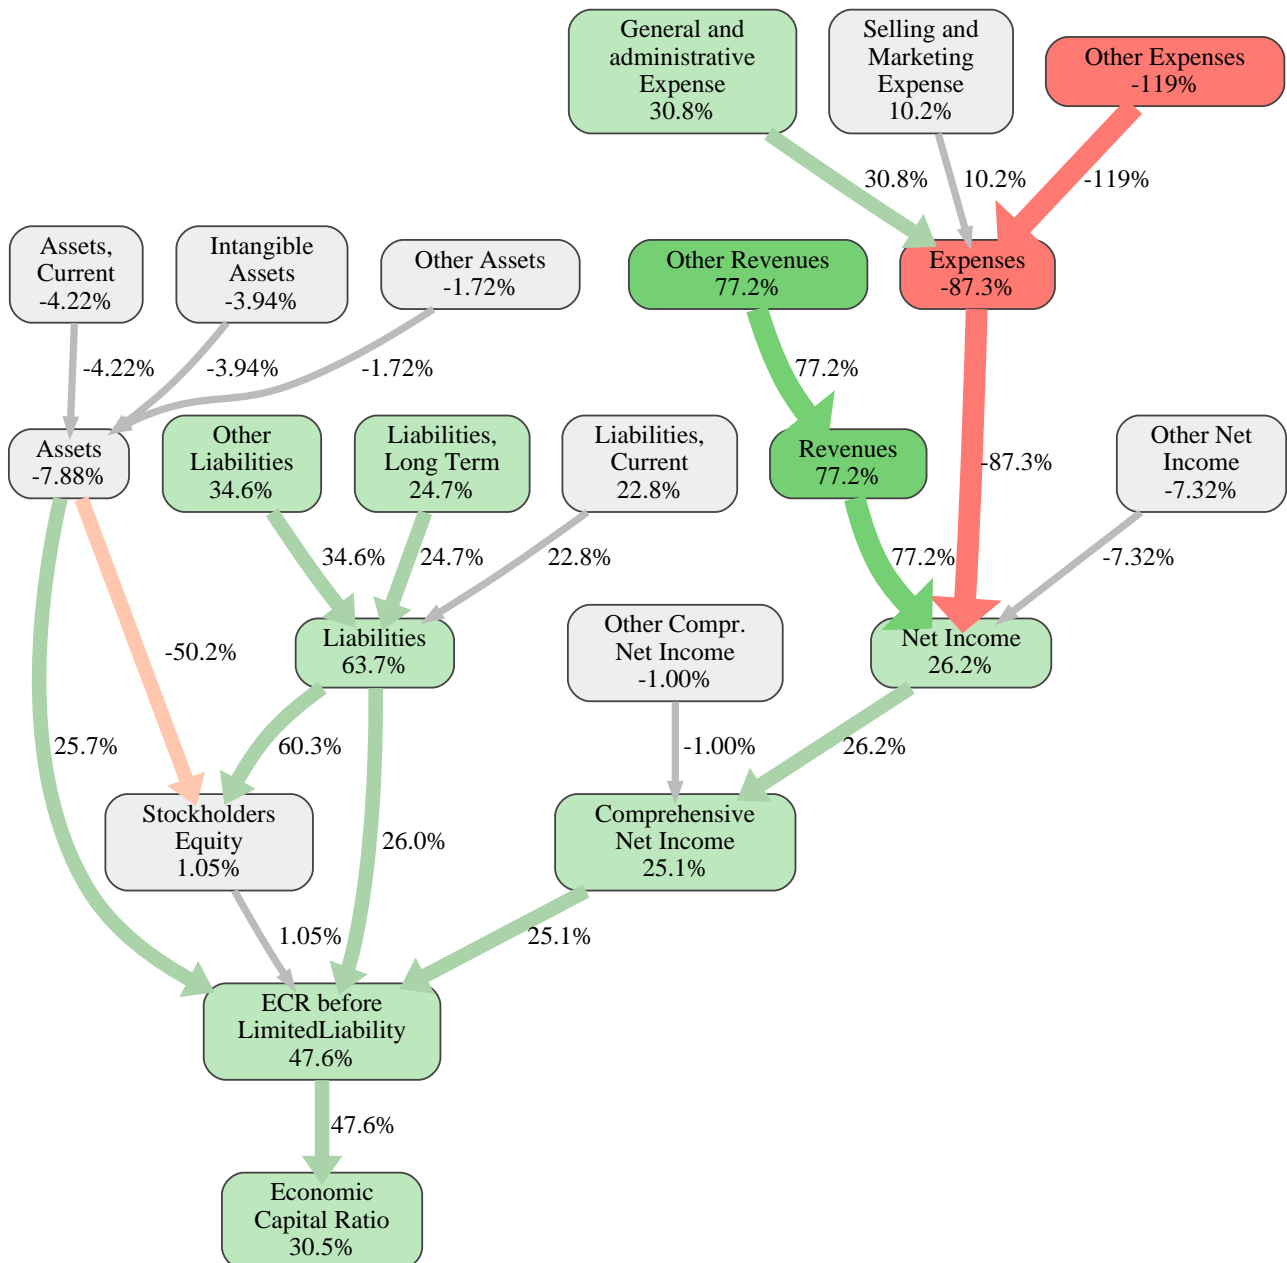 General and
administrative
Expense
30.8%
Selling and
Marketing
Expense
10.2%
Other Expenses
-119%
30.8%
10.2%
-119%
Assets,
Current
-4.22%
Intangible
Assets
-3.94%
Other Assets
-1.72%
Other Revenues
77.2%
Expenses
-87.3%
-4.22%
-3.94%
-1.72%
77.2%
-87.3%
Assets
-7.88%
Other
Liabilities
34.6%
Liabilities,
Long Term
24.7%
Liabilities,
Current
22.8%
Revenues
77.2%
Other Net
Income
-7.32%
34.6%
24.7%
22.8%
77.2%
-7.32%
-50.2%
Liabilities
63.7%
Other Compr.
Net Income
-1.00%
Net Income
26.2%
25.7%
60.3%
-1.00%
26.2%
Stockholders
Equity
1.05%
26.0%
Comprehensive
Net Income
25.1%
1.05%
25.1%
ECR before
LimitedLiability
47.6%
47.6%
Economic
Capital Ratio
30.5%